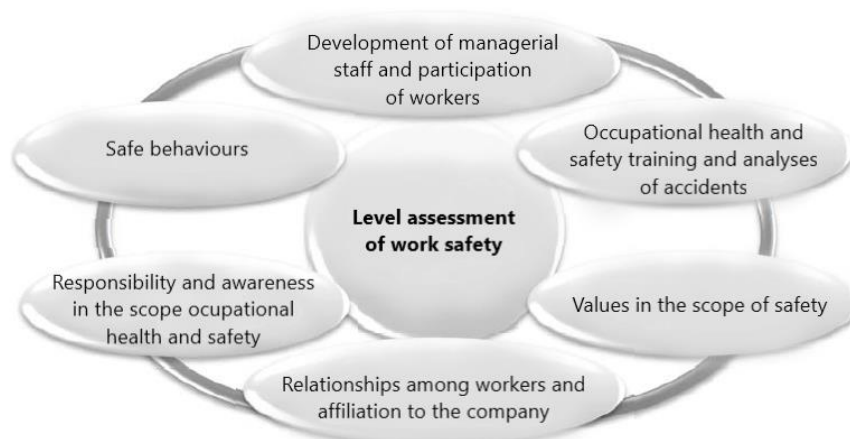 Development of managerial
staff and participation
of workers
Safe behaviours
Occupational health and
safety training and analyses
of accidents
Level assessment
of work safety
Responsibility and awareness
in the scope ocupational
health and safety
Values in the scope of safety
Relationships among workers and
affiliation to the company